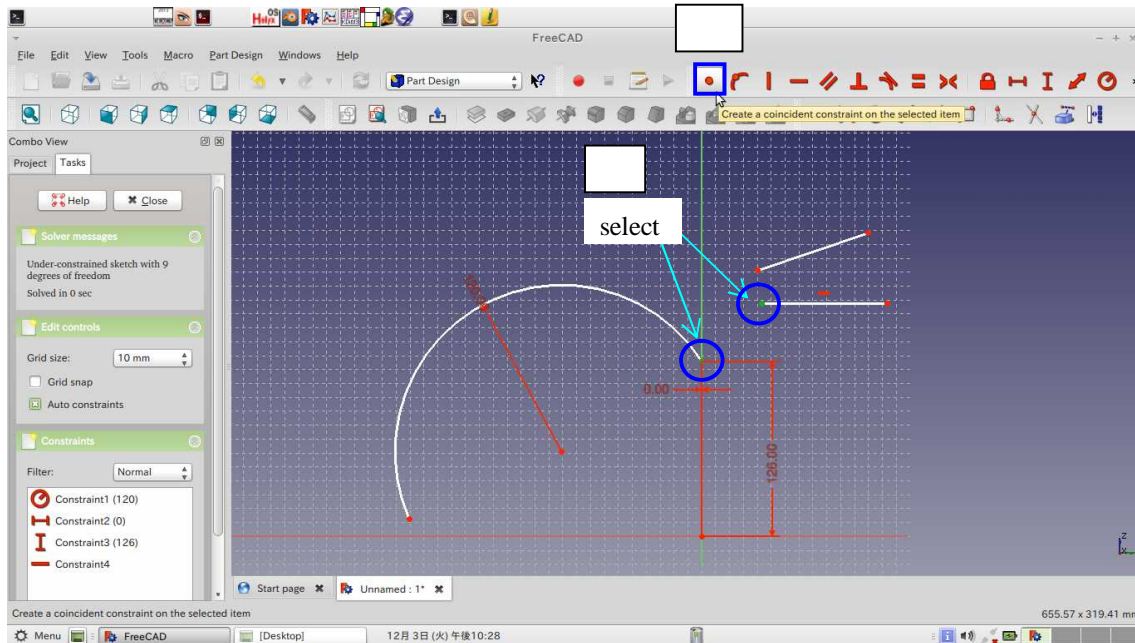 FreeCAD
File Edit View Tools Macro Part Design Windows Help
Part Design
Create a coincident constraint on the selected item
Combo View
Project Tasks
Help Close
Solver messages
Under-constrained sketch with 9
degrees of freedom
Solved in 0 sec
Edit controls
Grid size: 10 mm
Grid snap
Auto constraints
Constraints
Filter: Normal
Constraint1 (120)
Constraint2 (0)
Constraint3 (126)
Constraint4
select
0.00
126.00
z
x
Start page Unnamed : 1*
Create a coincident constraint on the selected item
655.57 x 319.41 mm
Menu FreeCAD [Desktop] 12月 3日 (火) 午後10:28